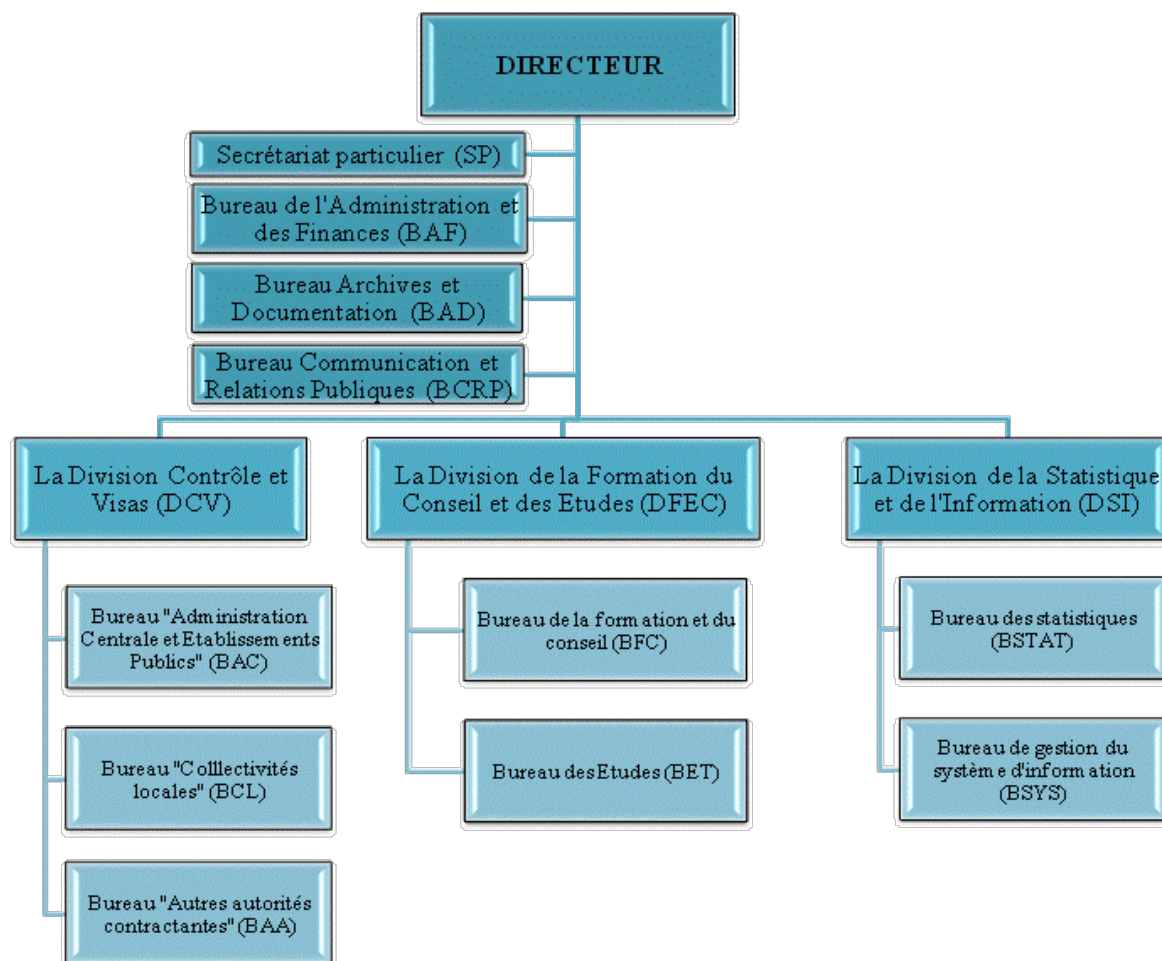 DIRECTEUR
Secrétariat particulier (SP)
Bureau de l'Administration et
des Finances (BAF)
Bureau Archives et
Documentation (BAD)
Bureau Communication et
Relations Publiques (BCRP)
La Division Contrôle et
Visas (DCV)
La Division de la Formation du
Conseil et des Etudes (DFEC)
La Division de la Statistique
et de l'Information (DSI)
Bureau "Administration
Centrale et Etablissements
Publics" (BAC)
Bureau "Colllectivités
locales" (BCL)
Bureau "Autres autorités
contractantes" (BAA)
Bureau de la formation et du
conseil (BFC)
Bureau des Etudes (BET)
Bureau des statistiques
(BSTAT)
Bureau de gestion du
système d'information
(BSYS)